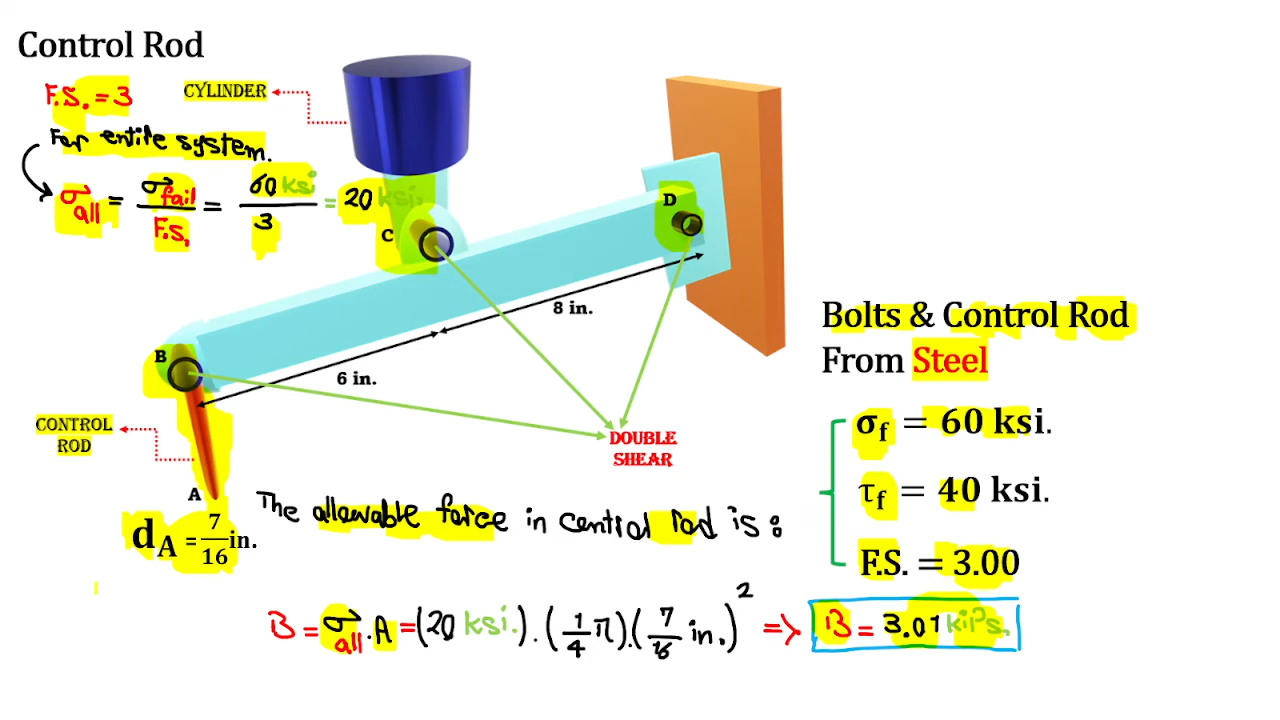 Control Rod
F.S. = 3
CYLINDER
For entire system.
σall = σfail / F.S. = 60 ksi / 3 = 20 ksi.
D
C
8 in.
B
6 in.
Bolts & Control Rod
From Steel
CONTROL
ROD
DOUBLE
SHEAR
σf = 60 ksi.
A
τf = 40 ksi.
The allowable force in central rod is:
dA = 7/16 in.
F.S. = 3.00
B = σall . A = (20 ksi.) . (1/4 π) . (7/16 in.)² => B = 3.01 kips.